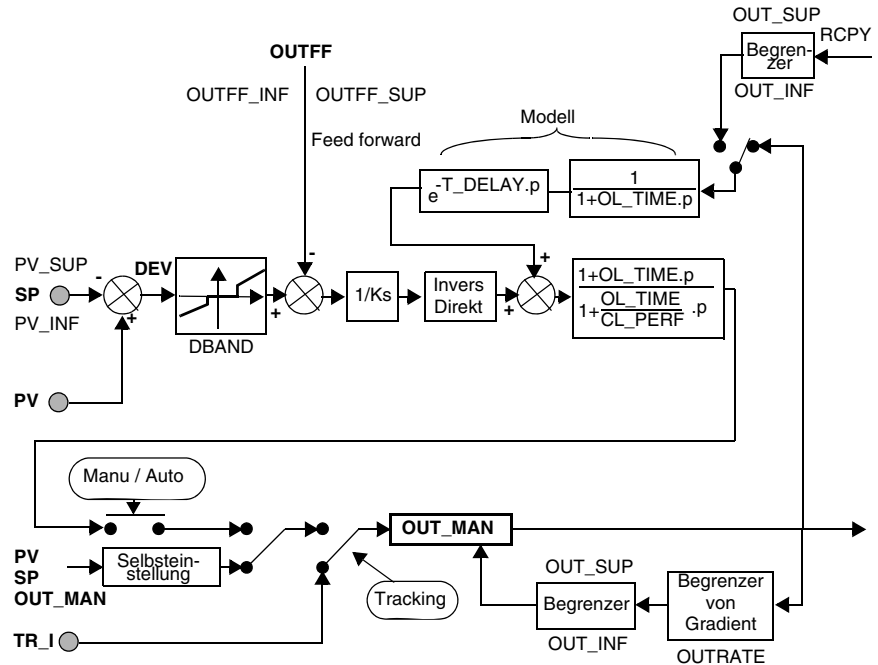 OUT_SUP
RCPY
Begren-
zer
OUT_INF
OUTFF
OUTFF_INF
OUTFF_SUP
Feed forward
Modell
e-T_DELAY.p
1
1+OL_TIME.p
PV_SUP
-
SP
PV_INF
+
DEV
DBAND
-
+
1/Ks
Invers
Direkt
+
+
1+OL_TIME.p
1+OL_TIME
CL_PERF .p
PV
Manu / Auto
PV
SP
OUT_MAN
Selbstein-
stellung
OUT_MAN
Tracking
OUT_SUP
Begrenzer
OUT_INF
Begrenzer
von
Gradient
OUTRATE
TR_I